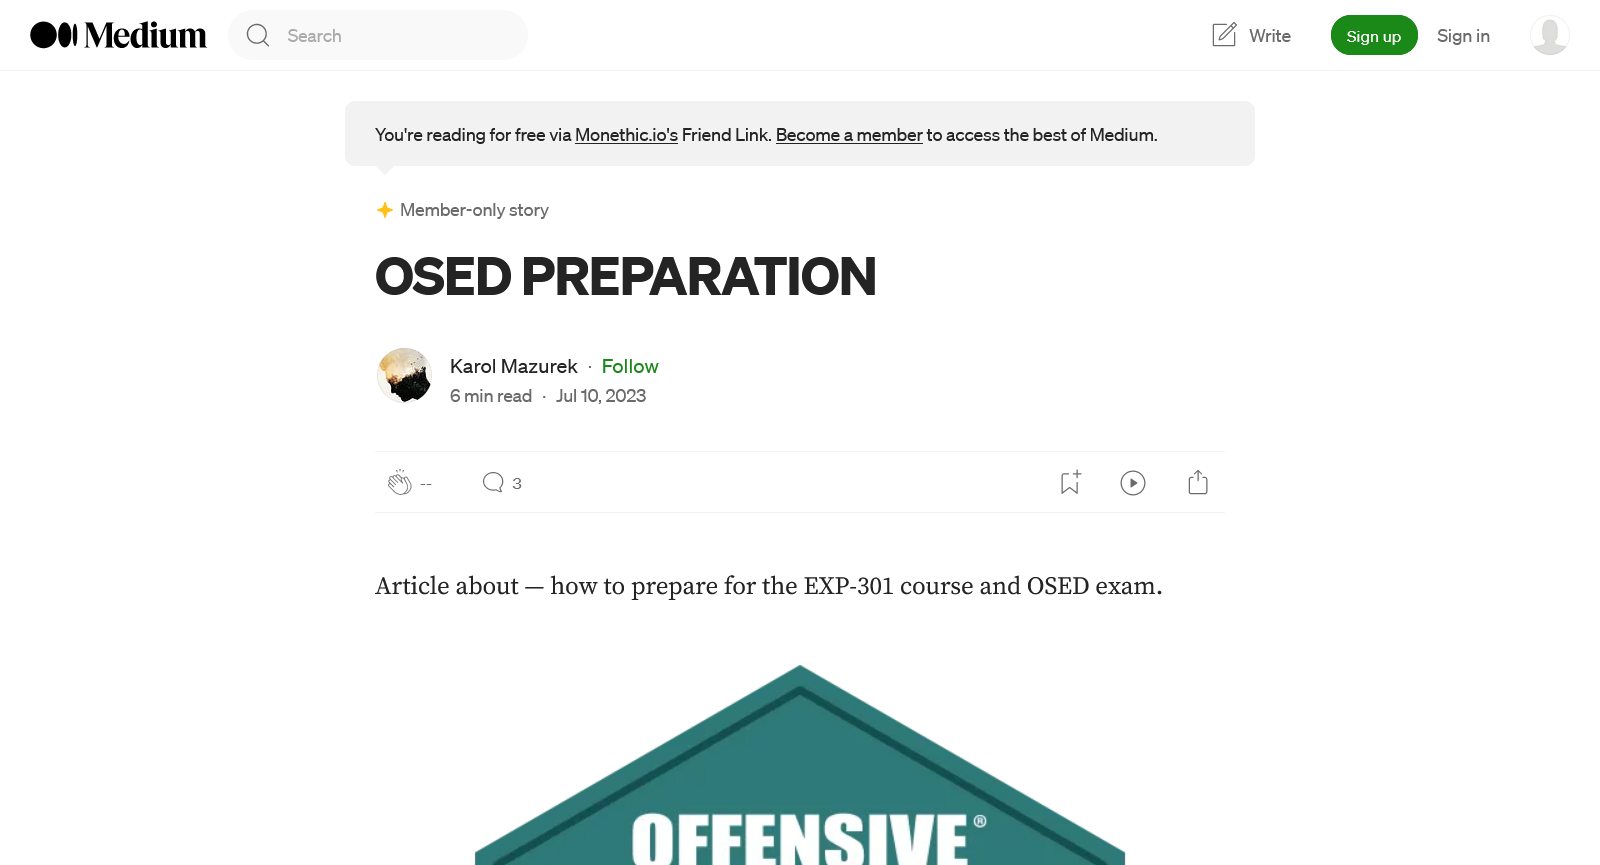 Medium
Search
Write
Sign up
Sign in
You're reading for free via Monethic.io's Friend Link. Become a member to access the best of Medium.
Member-only story
OSED PREPARATION
Karol Mazurek · Follow
6 min read · Jul 10, 2023
--
3
Article about — how to prepare for the EXP-301 course and OSED exam.
OFFENSIVE®